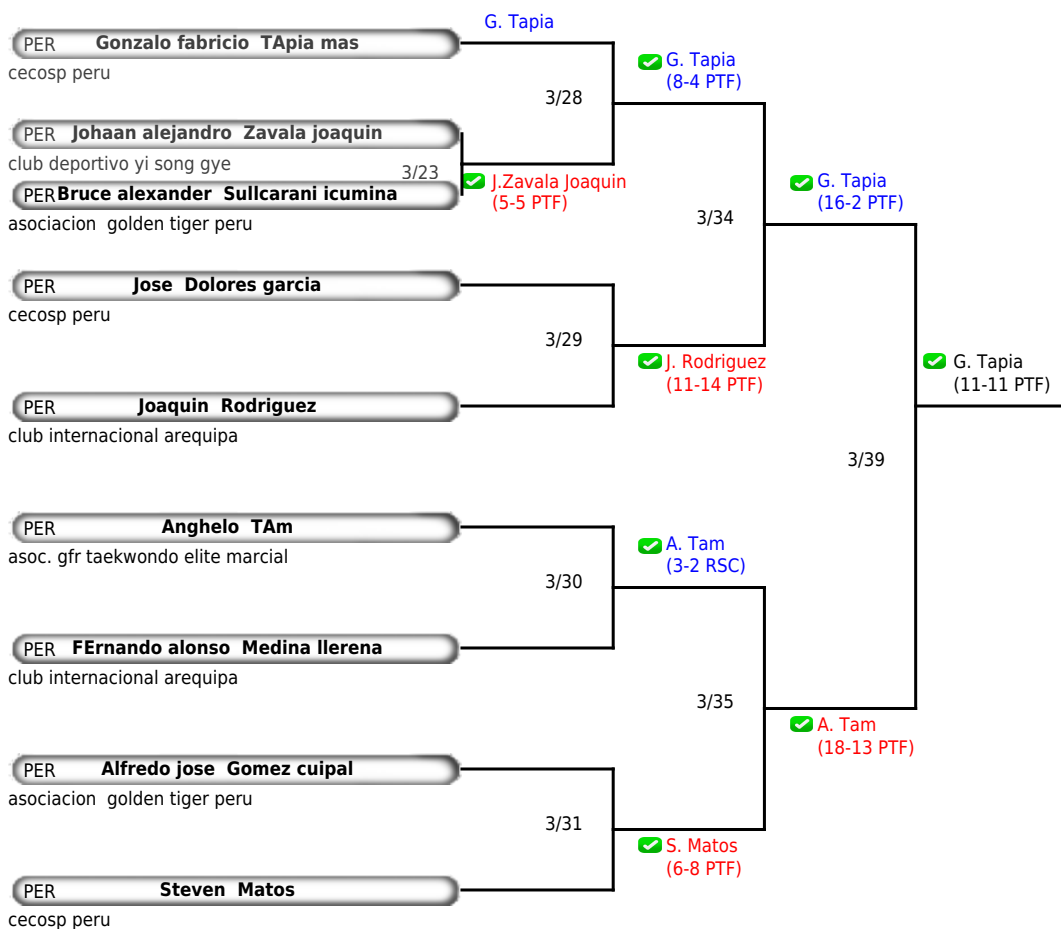 G. Tapia
PER Gonzalo fabricio TApia mas
cecosp peru
G. Tapia
(8-4 PTF)
3/28
PER Johaan alejandro Zavala joaquin
club deportivo yi song gye
3/23
PER Bruce alexander Sullcarani icumina
asociacion golden tiger peru
J.Zavala Joaquin
(5-5 PTF)
G. Tapia
(16-2 PTF)
3/34
PER Jose Dolores garcia
cecosp peru
3/29
J. Rodriguez
(11-14 PTF)
G. Tapia
(11-11 PTF)
PER Joaquin Rodriguez
club internacional arequipa
3/39
PER Anghelo TAm
asoc. gfr taekwondo elite marcial
A. Tam
(3-2 RSC)
3/30
PER FErnando alonso Medina llerena
club internacional arequipa
3/35
A. Tam
(18-13 PTF)
PER Alfredo jose Gomez cuipal
asociacion golden tiger peru
3/31
S. Matos
(6-8 PTF)
PER Steven Matos
cecosp peru